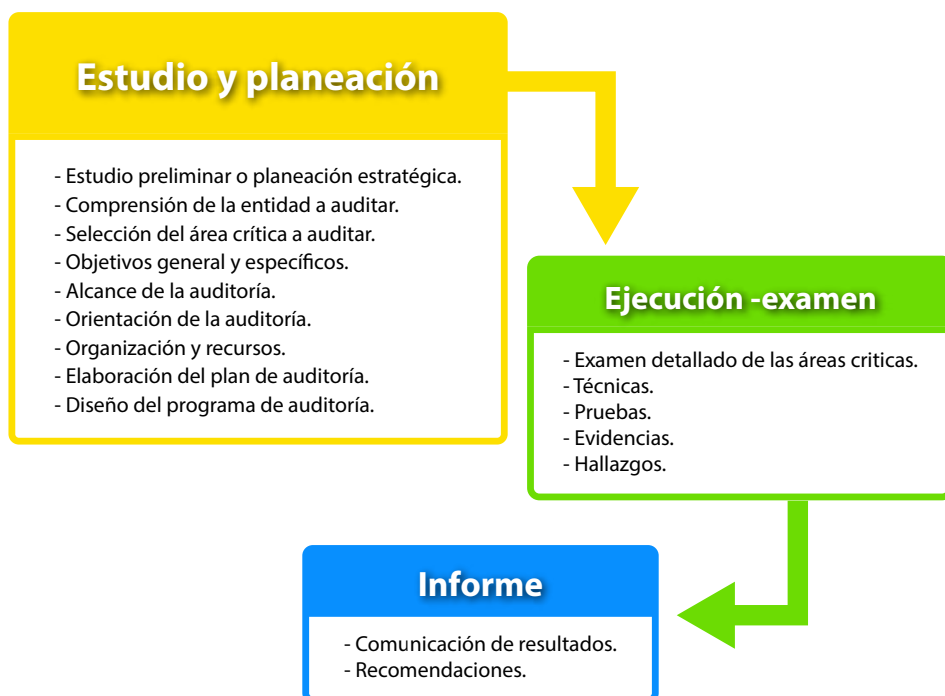 Estudio y planeación
- Estudio preliminar o planeación estratégica.
- Comprensión de la entidad a auditar.
- Selección del área crítica a auditar.
- Objetivos general y específicos.
- Alcance de la auditoría.
- Orientación de la auditoría.
- Organización y recursos.
- Elaboración del plan de auditoría.
- Diseño del programa de auditoría.
Ejecución -examen
- Examen detallado de las áreas criticas.
- Técnicas.
- Pruebas.
- Evidencias.
- Hallazgos.
Informe
- Comunicación de resultados.
- Recomendaciones.